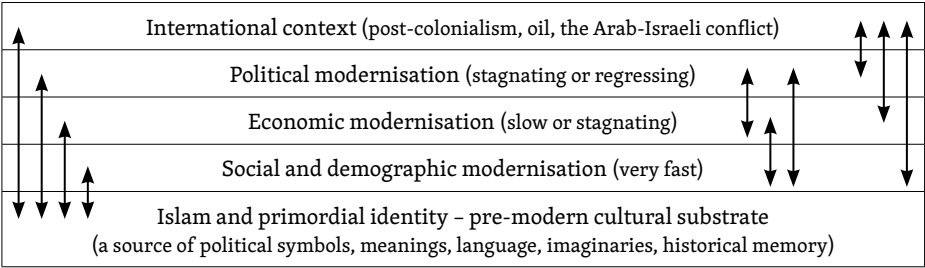 International context (post-colonialism, oil, the Arab-Israeli conflict)
Political modernisation (stagnating or regressing)
Economic modernisation (slow or stagnating)
Social and demographic modernisation (very fast)
Islam and primordial identity – pre-modern cultural substrate
(a source of political symbols, meanings, language, imaginaries, historical memory)